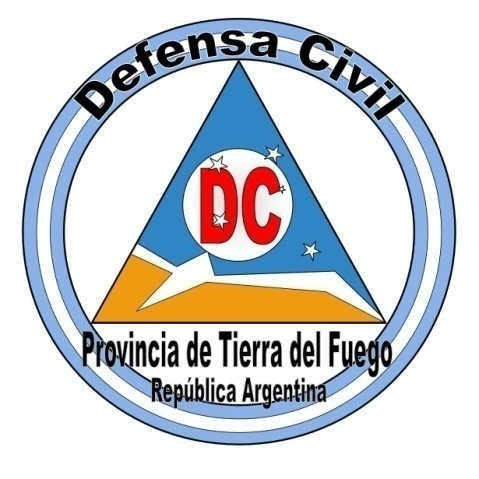 Defensa Civil
DC
Provincia de Tierra del Fuego
República Argentina